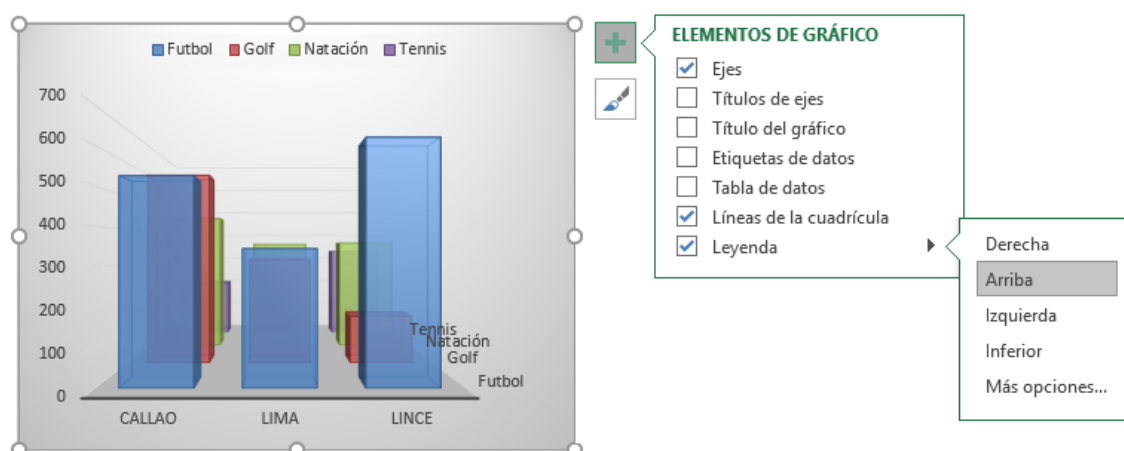 Futbol Golf Natación Tennis
700
600
500
400
300
200
100
0
Tennis
Natación
Golf
Futbol
CALLAO LIMA LINCE
ELEMENTOS DE GRÁFICO
Ejes
Títulos de ejes
Título del gráfico
Etiquetas de datos
Tabla de datos
Líneas de la cuadrícula
Leyenda
Derecha
Arriba
Izquierda
Inferior
Más opciones...